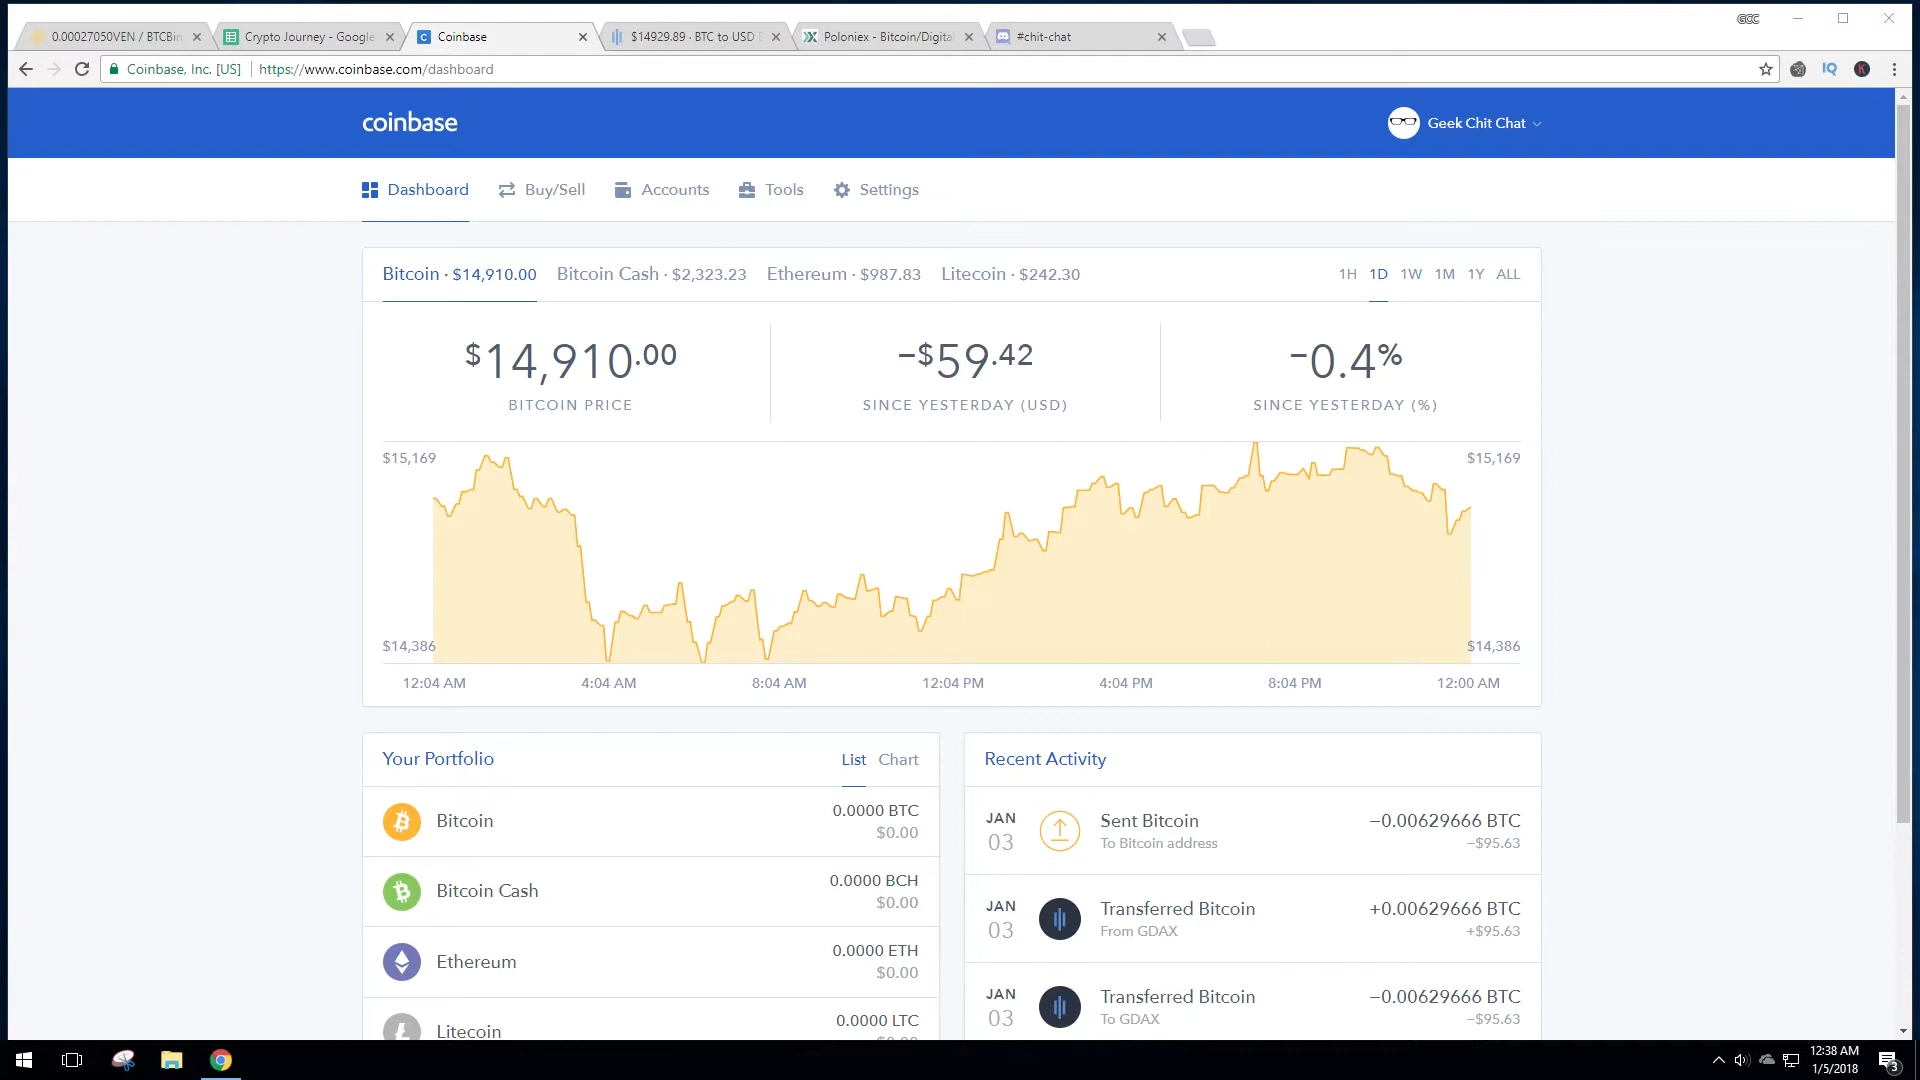 GCC
0.00027050VEN / BTCBin
Crypto Journey - Google
Coinbase
$14929.89 · BTC to USD E
Poloniex - Bitcoin/Digita
#chit-chat
Coinbase, Inc. [US]
https://www.coinbase.com/dashboard
IQ
K
coinbase
Geek Chit Chat
Dashboard
Buy/Sell
Accounts
Tools
Settings
Bitcoin · $14,910.00
Bitcoin Cash · $2,323.23
Ethereum · $987.83
Litecoin · $242.30
1H 1D 1W 1M 1Y ALL
$14,910.00
BITCOIN PRICE
−$59.42
SINCE YESTERDAY (USD)
−0.4%
SINCE YESTERDAY (%)
$15,169
$15,169
$14,386
$14,386
12:04 AM
4:04 AM
8:04 AM
12:04 PM
4:04 PM
8:04 PM
12:00 AM
Your Portfolio
List
Chart
Bitcoin
0.0000 BTC
$0.00
Bitcoin Cash
0.0000 BCH
$0.00
Ethereum
0.0000 ETH
$0.00
Litecoin
0.0000 LTC
Recent Activity
JAN
03
Sent Bitcoin
To Bitcoin address
−0.00629666 BTC
−$95.63
JAN
03
Transferred Bitcoin
From GDAX
+0.00629666 BTC
+$95.63
JAN
03
Transferred Bitcoin
To GDAX
−0.00629666 BTC
−$95.63
12:38 AM
1/5/2018
3